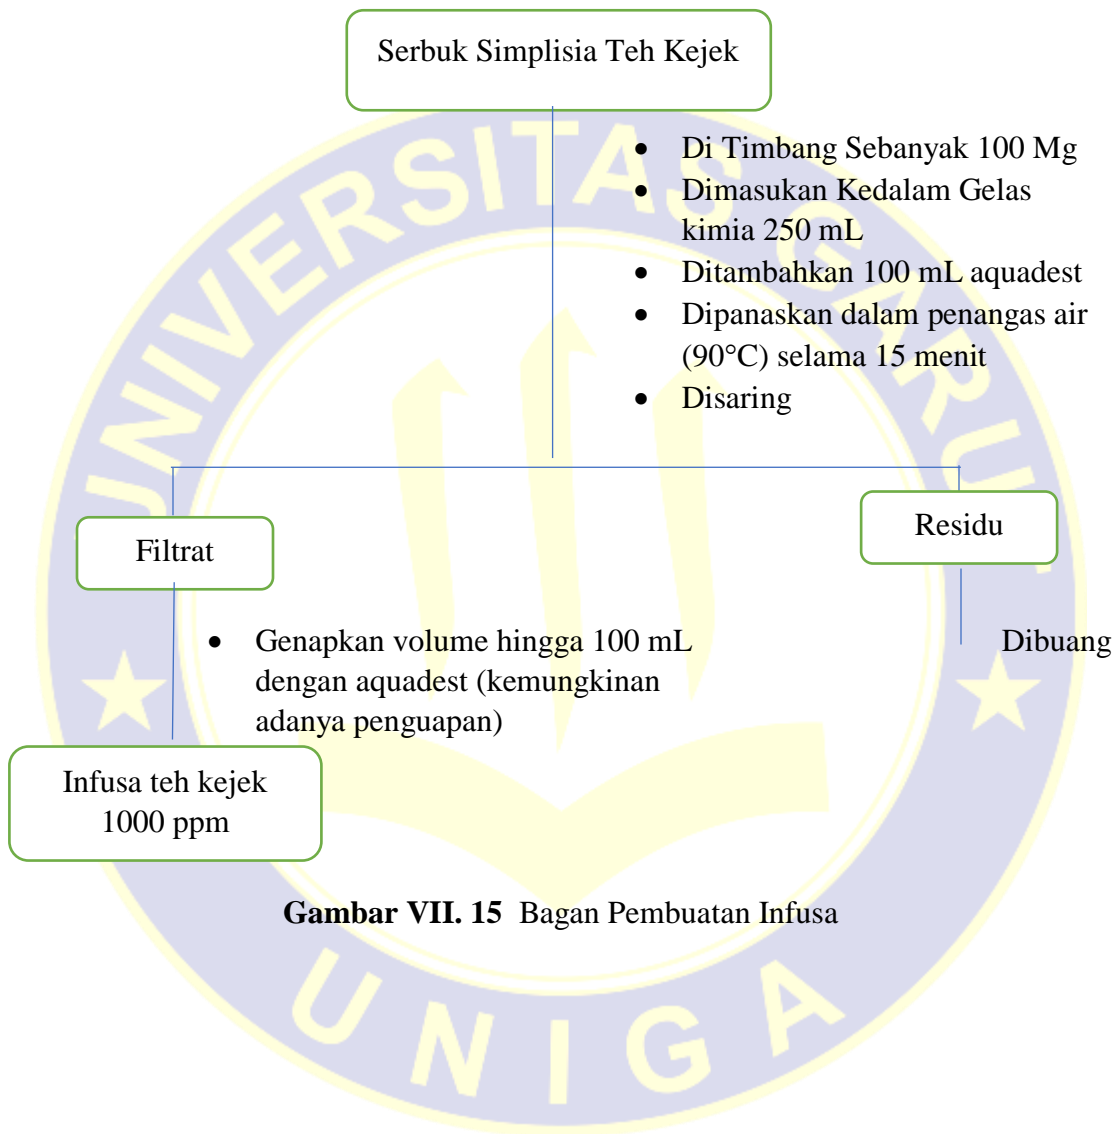 Serbuk Simplisia Teh Kejek
• Di Timbang Sebanyak 100 Mg
• Dimasukan Kedalam Gelas
kimia 250 mL
• Ditambahkan 100 mL aquadest
• Dipanaskan dalam penangas air
(90°C) selama 15 menit
• Disaring
Filtrat
Residu
• Genapkan volume hingga 100 mL
dengan aquadest (kemungkinan
adanya penguapan)
Dibuang
Infusa teh kejek
1000 ppm
Gambar VII. 15 Bagan Pembuatan Infusa
UNIVERSITAS GARUT
UNIGA